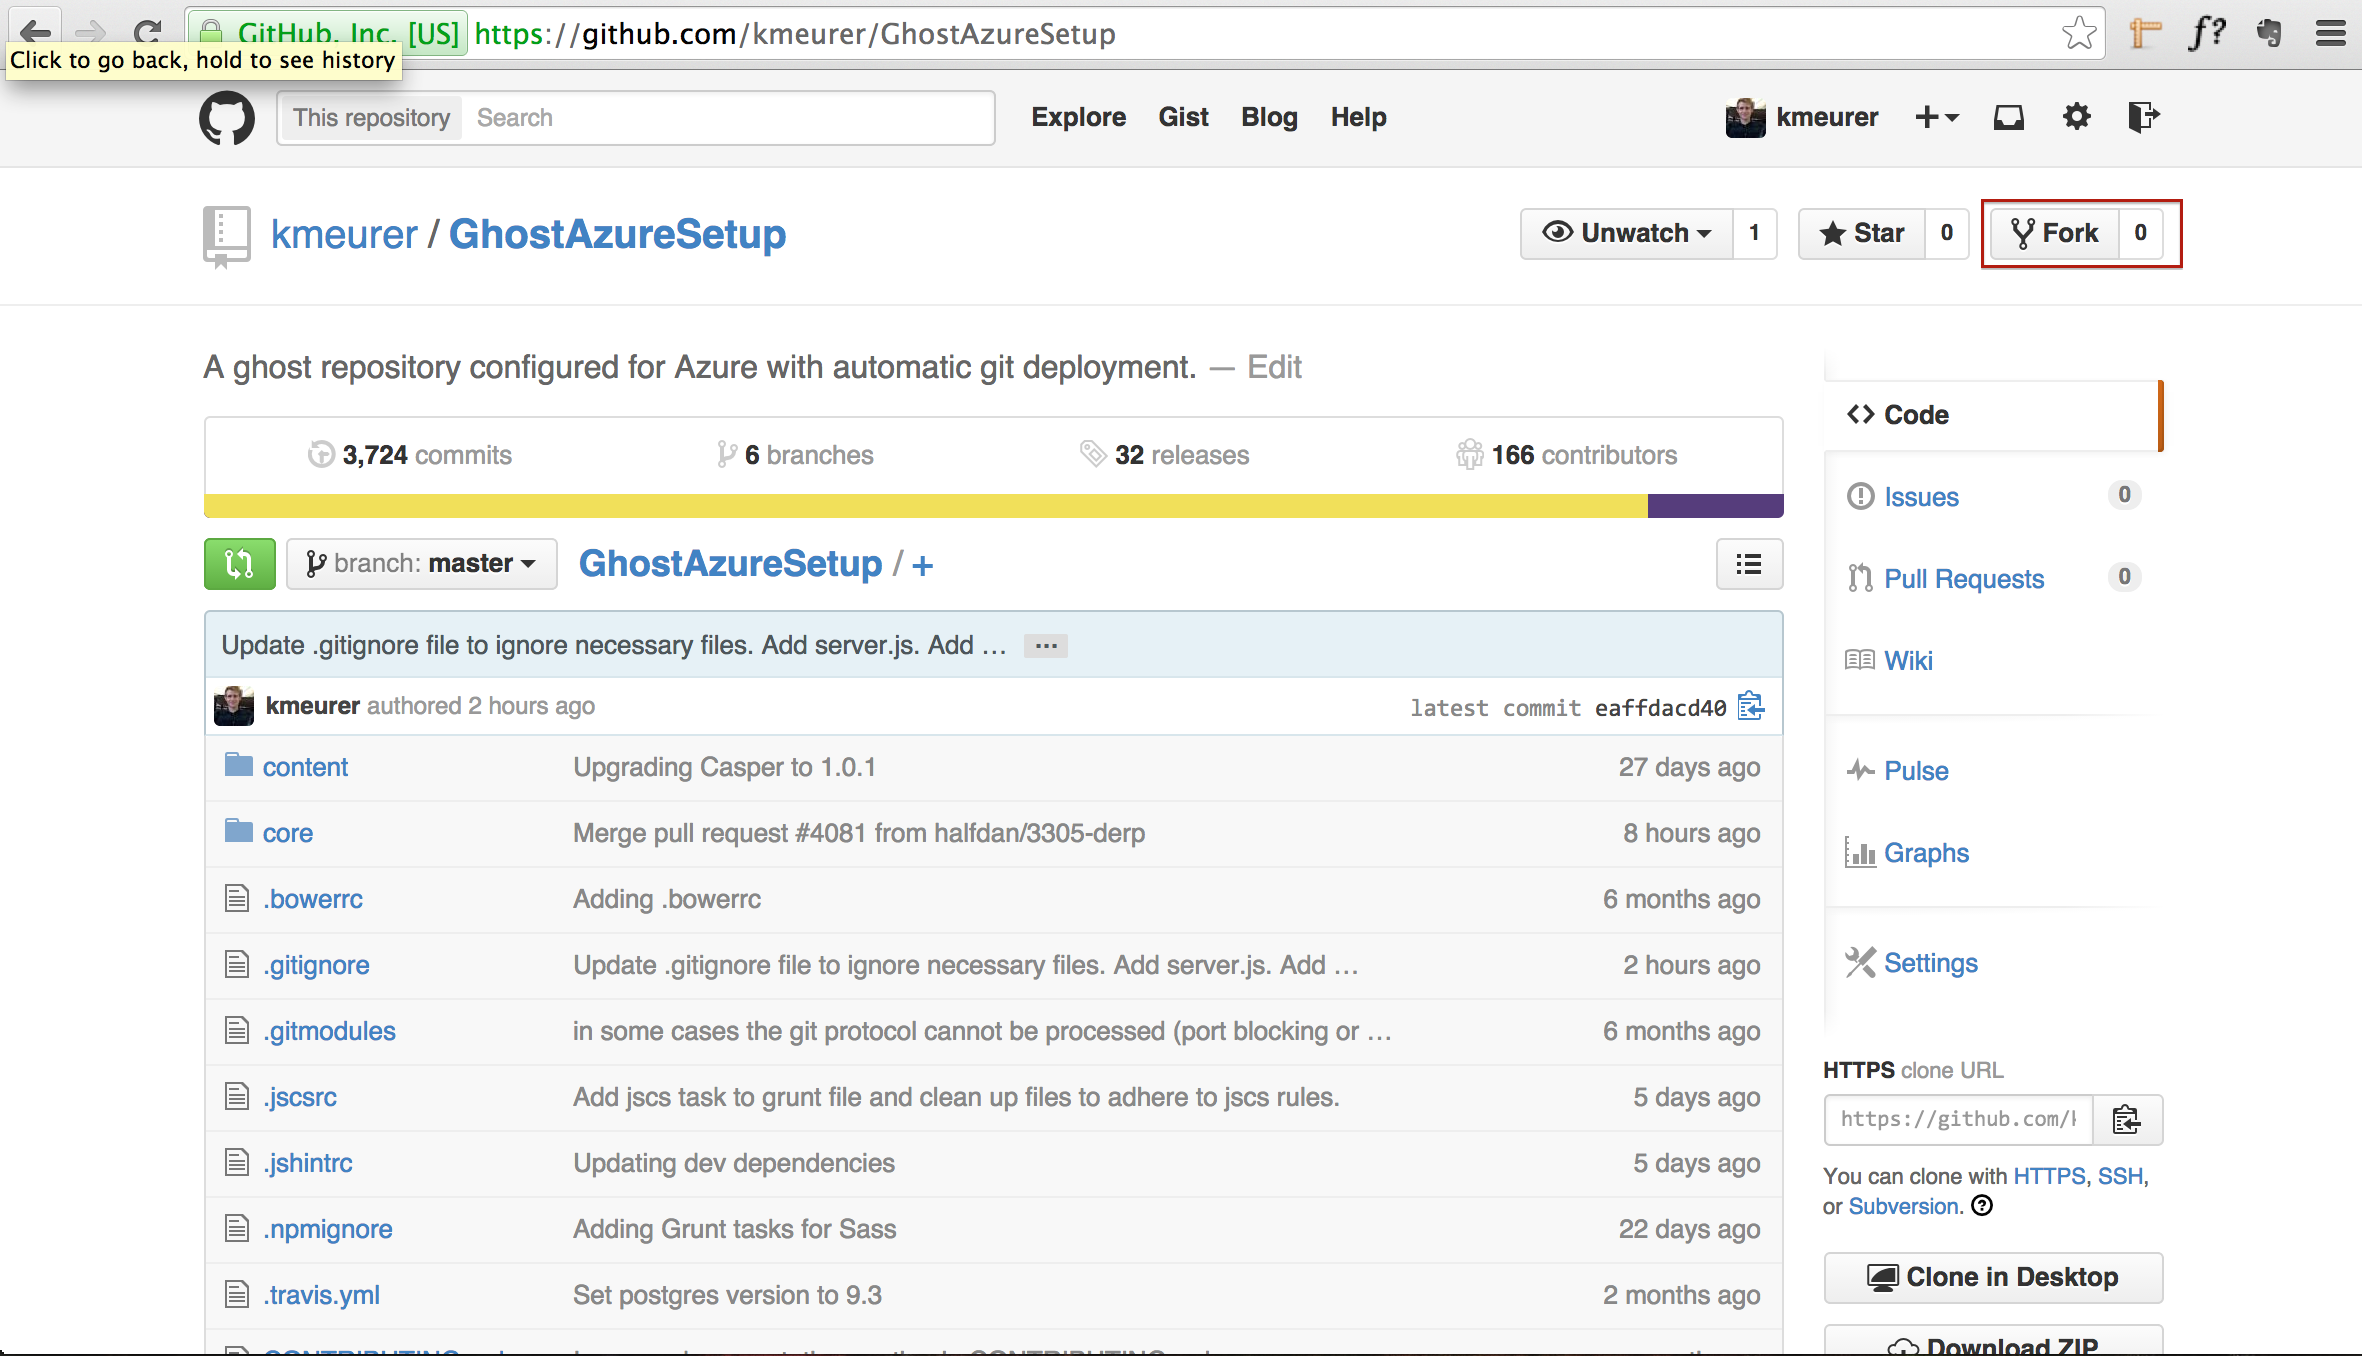 GitHub, Inc. [US] https://github.com/kmeurer/GhostAzureSetup
f?
Click to go back, hold to see history
This repository Search Explore Gist Blog Help kmeurer
kmeurer / GhostAzureSetup Unwatch 1 Star 0 Fork 0
A ghost repository configured for Azure with automatic git deployment. — Edit
3,724 commits 6 branches 32 releases 166 contributors
branch: master GhostAzureSetup / +
Update .gitignore file to ignore necessary files. Add server.js. Add … ...
kmeurer authored 2 hours ago latest commit eaffdacd40
content Upgrading Casper to 1.0.1 27 days ago
core Merge pull request #4081 from halfdan/3305-derp 8 hours ago
.bowerrc Adding .bowerrc 6 months ago
.gitignore Update .gitignore file to ignore necessary files. Add server.js. Add … 2 hours ago
.gitmodules in some cases the git protocol cannot be processed (port blocking or … 6 months ago
.jscsrc Add jscs task to grunt file and clean up files to adhere to jscs rules. 5 days ago
.jshintrc Updating dev dependencies 5 days ago
.npmignore Adding Grunt tasks for Sass 22 days ago
.travis.yml Set postgres version to 9.3 2 months ago
Code
Issues 0
Pull Requests 0
Wiki
Pulse
Graphs
Settings
HTTPS clone URL
https://github.com/
You can clone with HTTPS, SSH,
or Subversion.
Clone in Desktop
Download ZIP